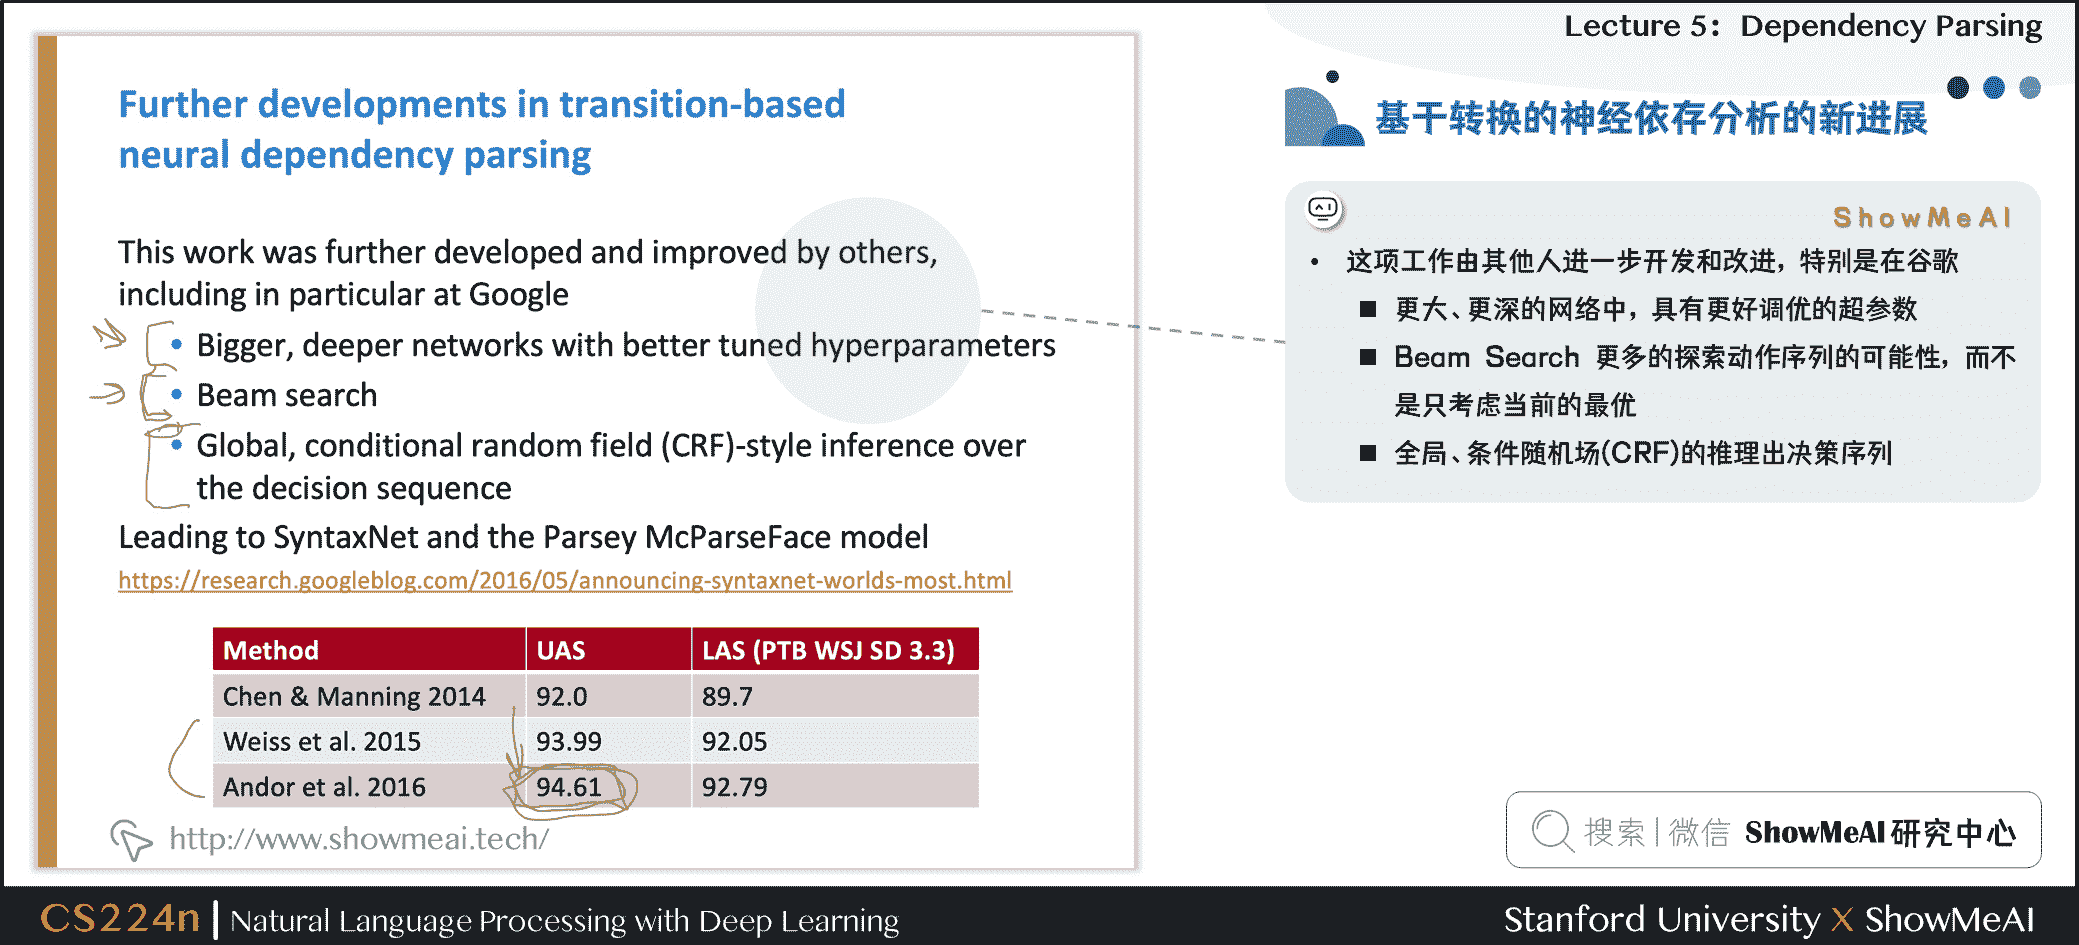 Lecture 5: Dependency Parsing
Further developments in transition-based
neural dependency parsing
This work was further developed and improved by others,
including in particular at Google
• Bigger, deeper networks with better tuned hyperparameters
• Beam search
• Global, conditional random field (CRF)-style inference over
the decision sequence
Leading to SyntaxNet and the Parsey McParseFace model
https://research.googleblog.com/2016/05/announcing-syntaxnet-worlds-most.html
Method UAS LAS (PTB WSJ SD 3.3)
Chen & Manning 2014 92.0 89.7
Weiss et al. 2015 93.99 92.05
Andor et al. 2016 94.61 92.79
http://www.showmeai.tech/
基于转换的神经依存分析的新进展
ShowMeAI
• 这项工作由其他人进一步开发和改进，特别是在谷歌
■ 更大、更深的网络中，具有更好调优的超参数
■ Beam Search 更多的探索动作序列的可能性，而不
是只考虑当前的最优
■ 全局、条件随机场(CRF)的推理出决策序列
搜索|微信 ShowMeAI研究中心
CS224n | Natural Language Processing with Deep Learning
Stanford University X ShowMeAI